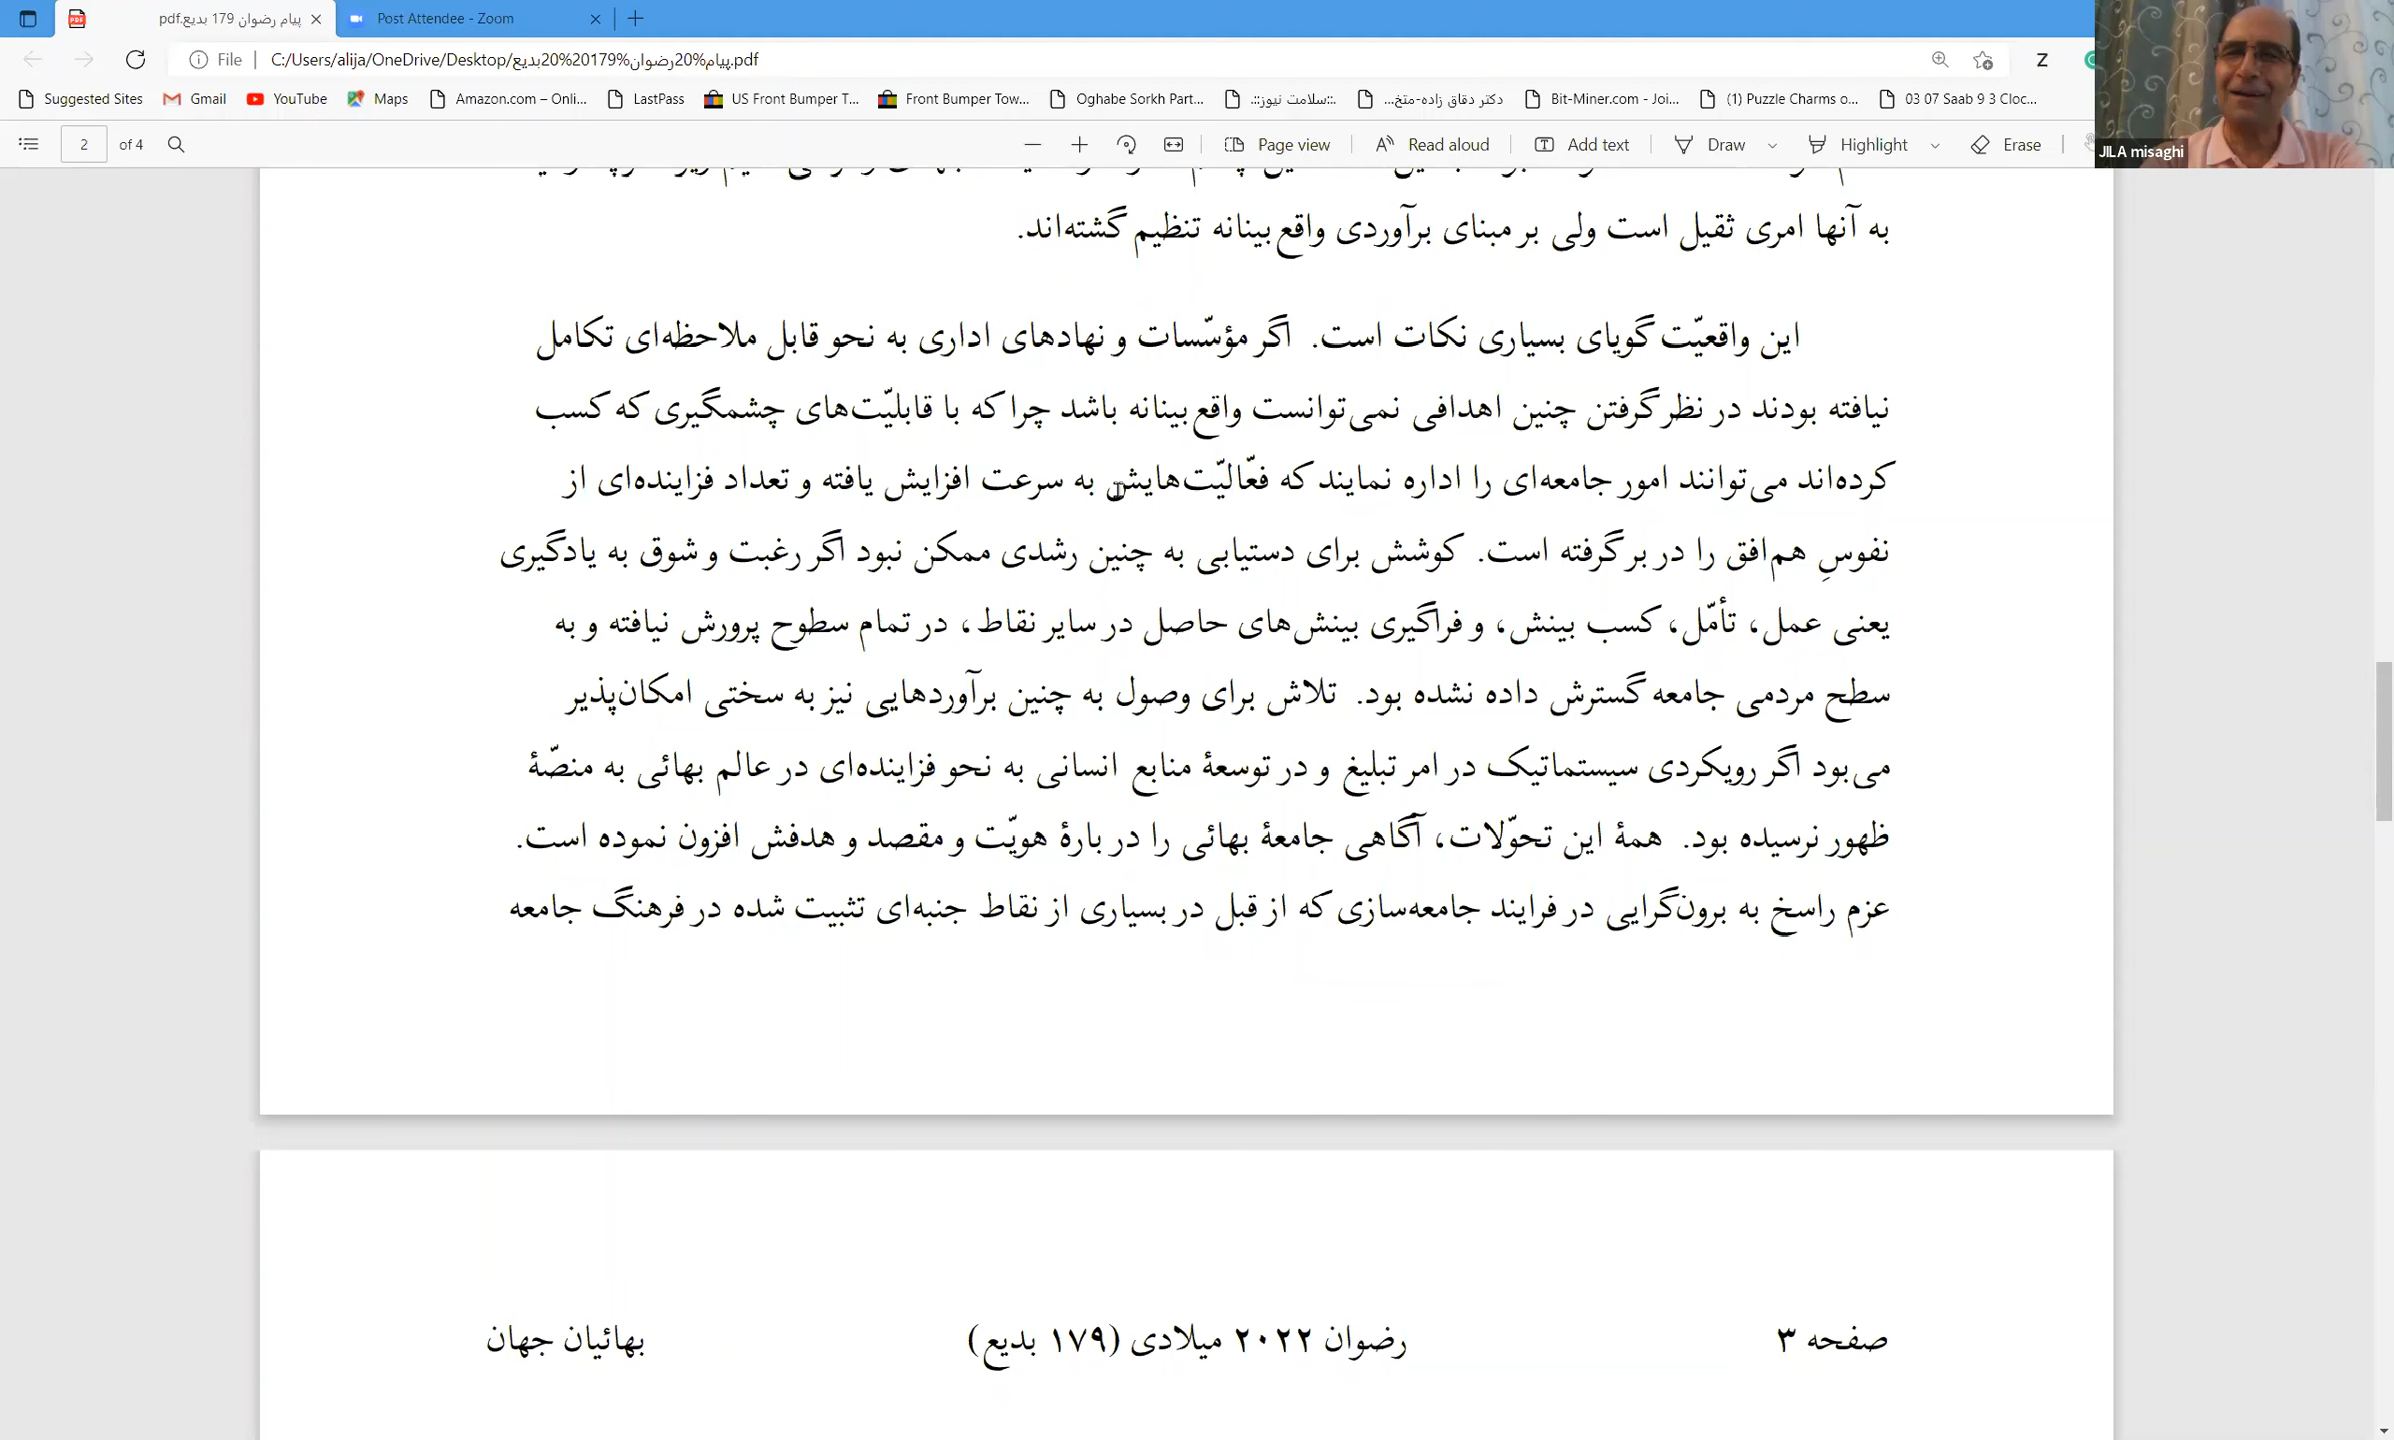 پیام رضوان 179 بدیع.pdf
Post Attendee - Zoom
File
C:/Users/alija/OneDrive/Desktop/پیام%20رضوان%20179%20بدیع.pdf
Z
Suggested Sites
Gmail
YouTube
Maps
Amazon.com – Onli...
LastPass
US Front Bumper T...
Front Bumper Tow...
Oghabe Sorkh Part...
.::سلامت نیوز::.
دکتر دقاق زاده-متخ...
Bit-Miner.com - Joi...
(1) Puzzle Charms o...
03 07 Saab 9 3 Cloc...
2 of 4
Page view
Read aloud
Add text
Draw
Highlight
Erase
JILA misaghi
به آنها امری ثقیل است ولی بر مبنای برآوردی واقع‌بینانه تنظیم گشته‌اند.
این واقعیّت گویای بسیاری نکات است. اگر مؤسّسات و نهادهای اداری به نحو قابل ملاحظه‌ای تکامل
نیافته بودند در نظر گرفتن چنین اهدافی نمی‌توانست واقع‌بینانه باشد چرا که با قابلیّت‌های چشمگیری که کسب
کرده‌اند می‌توانند امور جامعه‌ای را اداره نمایند که فعّالیّت‌هایش به سرعت افزایش یافته و تعداد فزاینده‌ای از
نفوسِ هم‌افق را در بر گرفته است. کوشش برای دستیابی به چنین رشدی ممکن نبود اگر رغبت و شوق به یادگیری
یعنی عمل، تأمّل، کسب بینش، و فراگیری بینش‌های حاصل در سایر نقاط، در تمام سطوح پرورش نیافته و به
سطح مردمی جامعه گسترش داده نشده بود. تلاش برای وصول به چنین برآوردهایی نیز به سختی امکان‌پذیر
می‌بود اگر رویکردی سیستماتیک در امر تبلیغ و در توسعهٔ منابع انسانی به نحو فزاینده‌ای در عالم بهائی به منصّهٔ
ظهور نرسیده بود. همهٔ این تحوّلات، آگاهی جامعهٔ بهائی را در بارهٔ هویّت و مقصد و هدفش افزون نموده است.
عزم راسخ به برون‌گرایی در فرایند جامعه‌سازی که از قبل در بسیاری از نقاط جنبه‌ای تثبیت شده در فرهنگ جامعه
صفحه ۳
رضوان ۲۰۲۲ میلادی (۱۷۹ بدیع)
بهائیان جهان